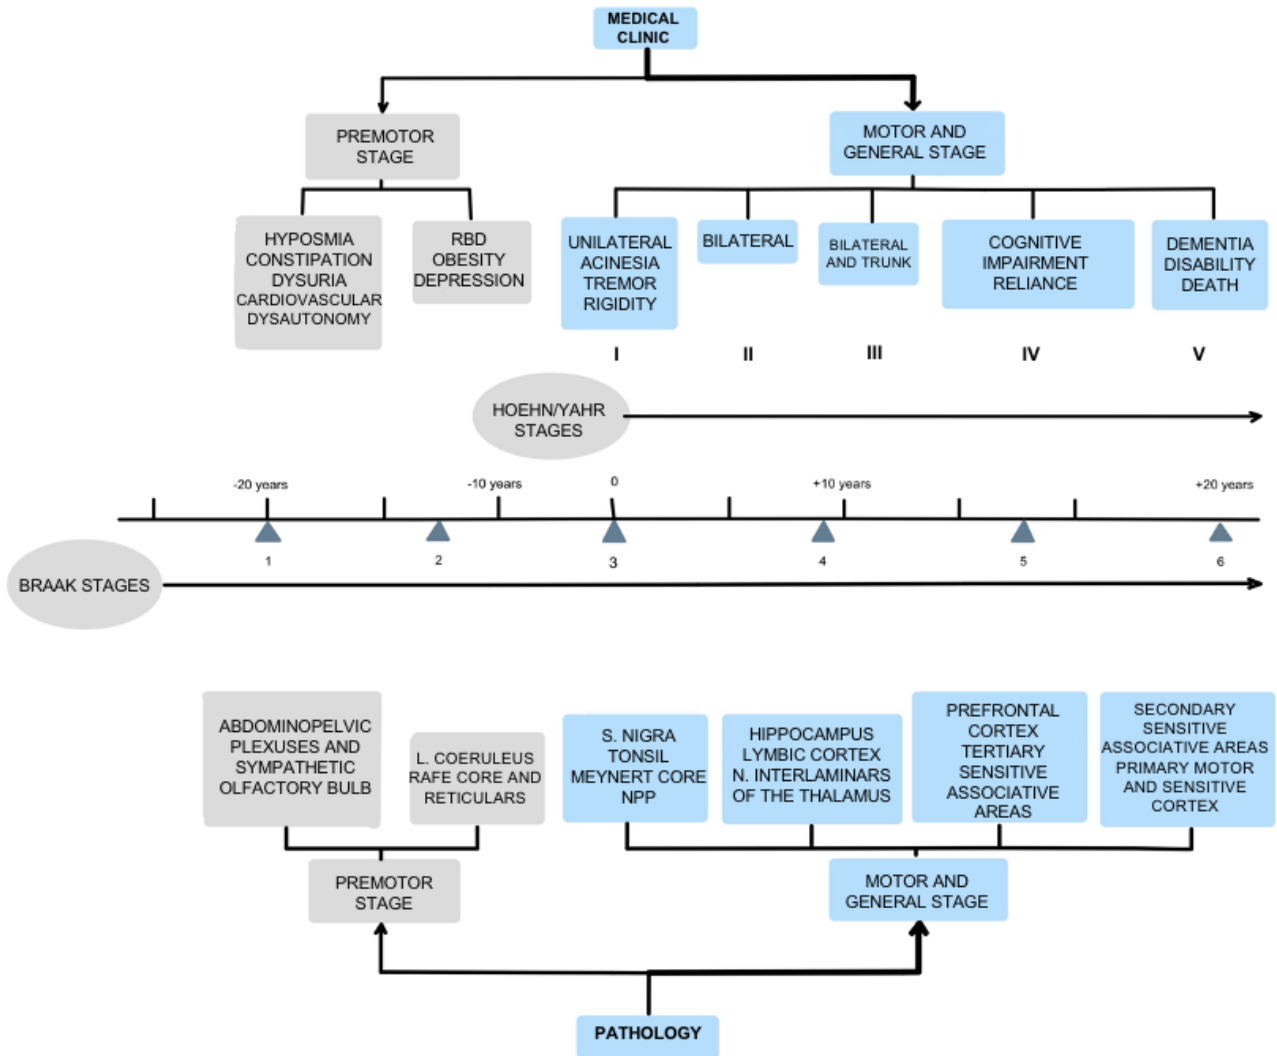 MEDICAL
CLINIC
PREMOTOR
STAGE
MOTOR AND
GENERAL STAGE
HYPOSMIA
CONSTIPATION
DYSURIA
CARDIOVASCULAR
DYSAUTONOMY
RBD
OBESITY
DEPRESSION
UNILATERAL
ACINESIA
TREMOR
RIGIDITY
BILATERAL
BILATERAL
AND TRUNK
COGNITIVE
IMPAIRMENT
RELIANCE
DEMENTIA
DISABILITY
DEATH
I
II
III
IV
V
HOEHN/YAHR
STAGES
-20 years
-10 years
0
+10 years
+20 years
1
2
3
4
5
6
BRAAK STAGES
ABDOMINOPELVIC
PLEXUSES AND
SYMPATHETIC
OLFACTORY BULB
L. COERULEUS
RAFE CORE AND
RETICULARS
S. NIGRA
TONSIL
MEYNERT CORE
NPP
HIPPOCAMPUS
LYMBIC CORTEX
N. INTERLAMINARS
OF THE THALAMUS
PREFRONTAL
CORTEX
TERTIARY
SENSITIVE
ASSOCIATIVE
AREAS
SECONDARY
SENSITIVE
ASSOCIATIVE AREAS
PRIMARY MOTOR
AND SENSITIVE
CORTEX
PREMOTOR
STAGE
MOTOR AND
GENERAL STAGE
PATHOLOGY